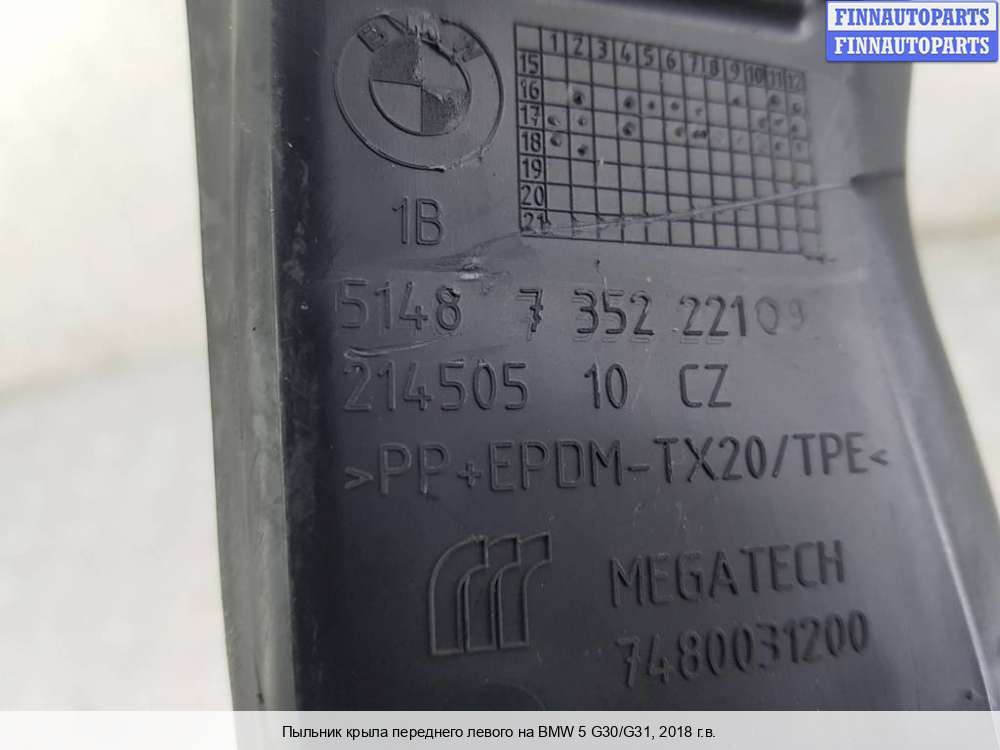 FINNAUTOPARTS
FINNAUTOPARTS
BMW
1 2 3 4 5 6 7 8 9 10 11 12
15
16
17
18
19
20
21
1B
5148 7 352 221 09
214505 10 CZ
>PP+EPDM-TX20/TPE<
MEGATECH
7480031200
Пыльник крыла переднего левого на BMW 5 G30/G31, 2018 г.в.